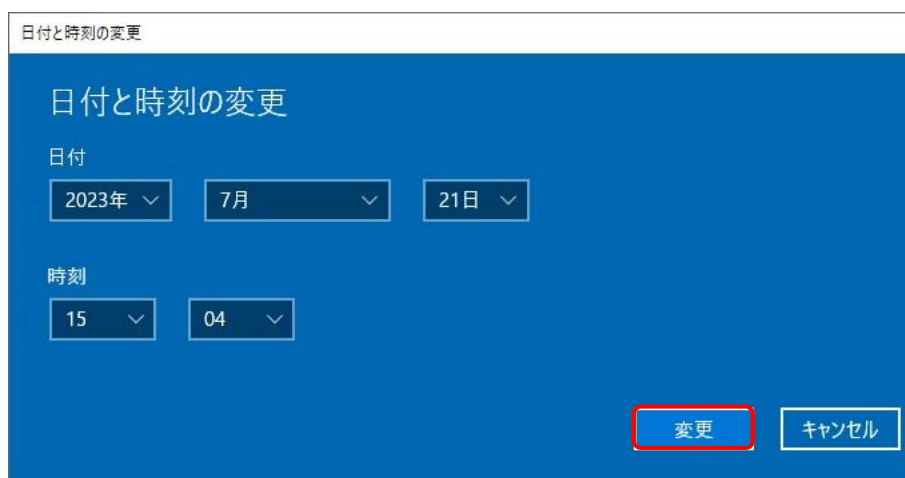 日付と時刻の変更
日付と時刻の変更
日付
2023年 7月 21日
時刻
15 04
変更 キャンセル